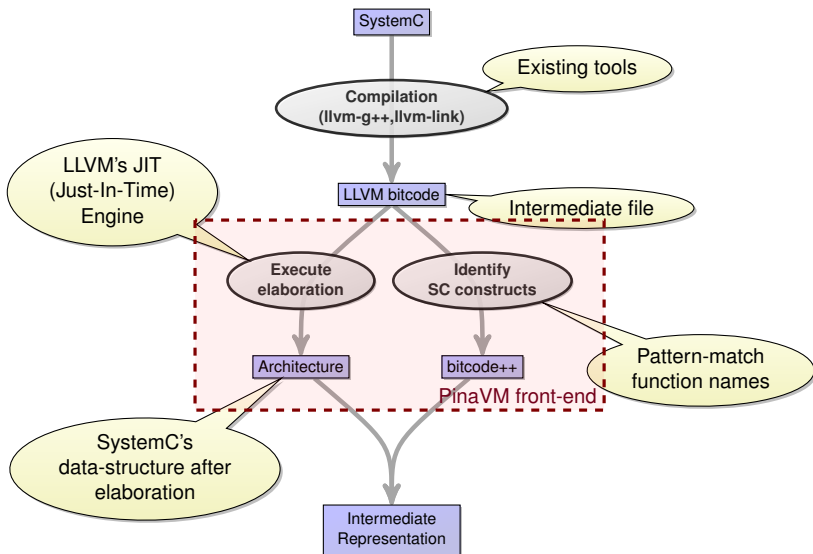 SystemC
Existing tools
Compilation
(llvm-g++,llvm-link)
LLVM's JIT
(Just-In-Time)
Engine
LLVM bitcode
Intermediate file
Execute
elaboration
Identify
SC constructs
Architecture
bitcode++
Pattern-match
function names
PinaVM front-end
SystemC's
data-structure after
elaboration
Intermediate
Representation